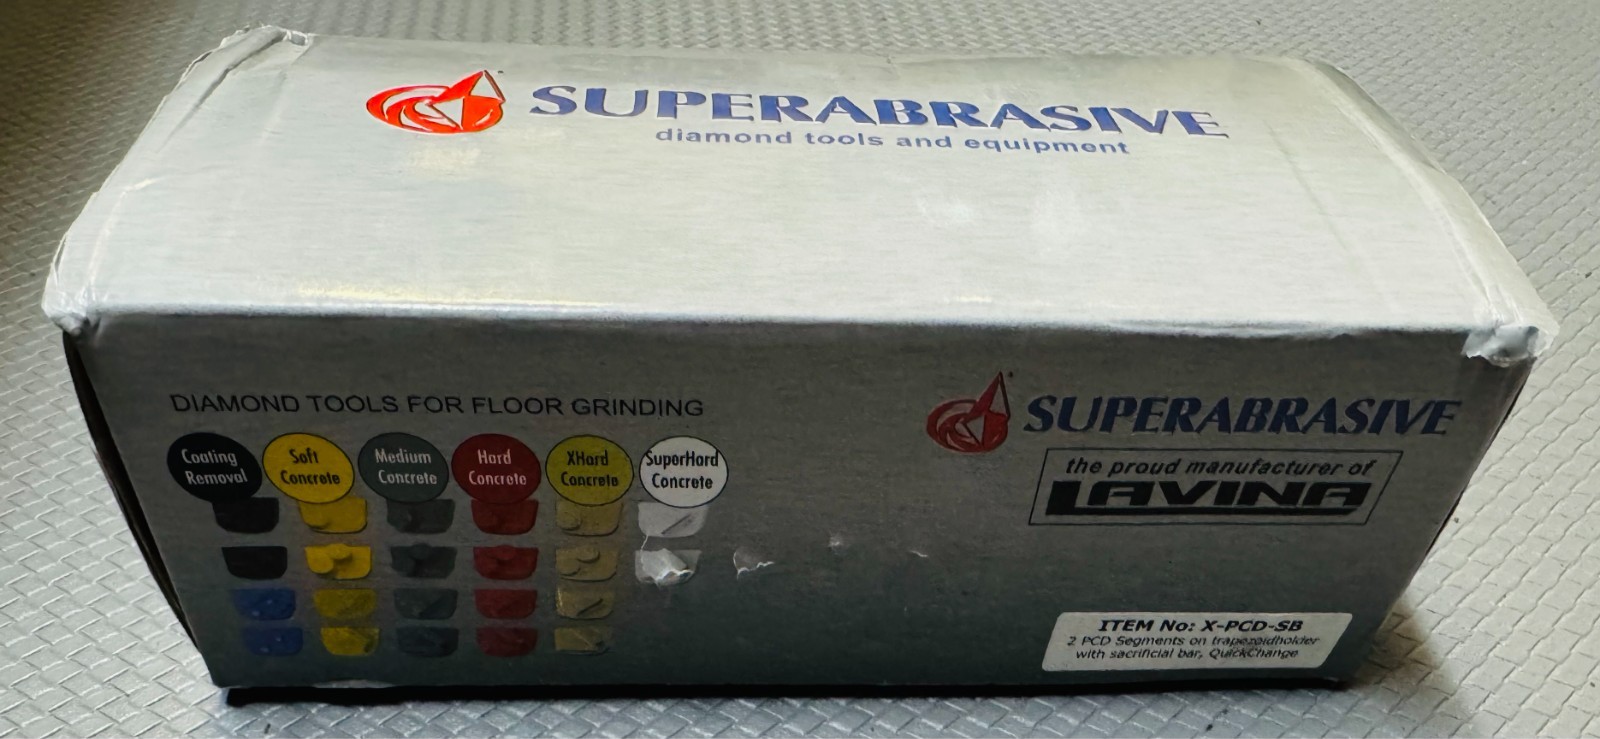 SUPERABRASIVE
diamond tools and equipment
DIAMOND TOOLS FOR FLOOR GRINDING
Coating
Removal
Soft
Concrete
Medium
Concrete
Hard
Concrete
XHard
Concrete
SuperHard
Concrete
SUPERABRASIVE
the proud manufacturer of
LAVINA
ITEM No: X-PCD-SB
2 PCD Segments on trapezoidholder
with sacrificial bar, QuickChange